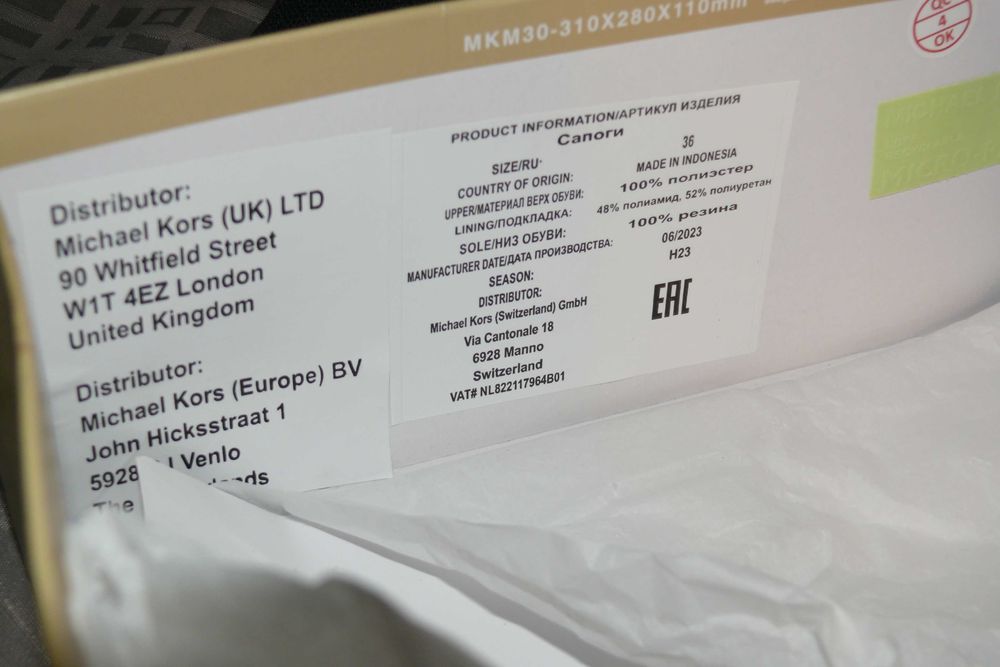 MKM30-310X280X110mm
QC
4
OK
MICHAEL
Distributor:
Michael Kors (UK) LTD
90 Whitfield Street
W1T 4EZ London
United Kingdom
Distributor:
Michael Kors (Europe) BV
John Hicksstraat 1
5928 Venlo
The
PRODUCT INFORMATION/АРТИКУЛ ИЗДЕЛИЯ
Сапоги
SIZE/RU: 36
COUNTRY OF ORIGIN: MADE IN INDONESIA
UPPER/МАТЕРИАЛ ВЕРХ ОБУВИ: 100% полиэстер
LINING/ПОДКЛАДКА: 48% полиамид, 52% полиуретан
SOLE/НИЗ ОБУВИ: 100% резина
MANUFACTURER DATE/ДАТА ПРОИЗВОДСТВА: 06/2023
SEASON: H23
DISTRIBUTOR:
Michael Kors (Switzerland) GmbH
Via Cantonale 18
6928 Manno
Switzerland
VAT# NL822117964B01
EAC